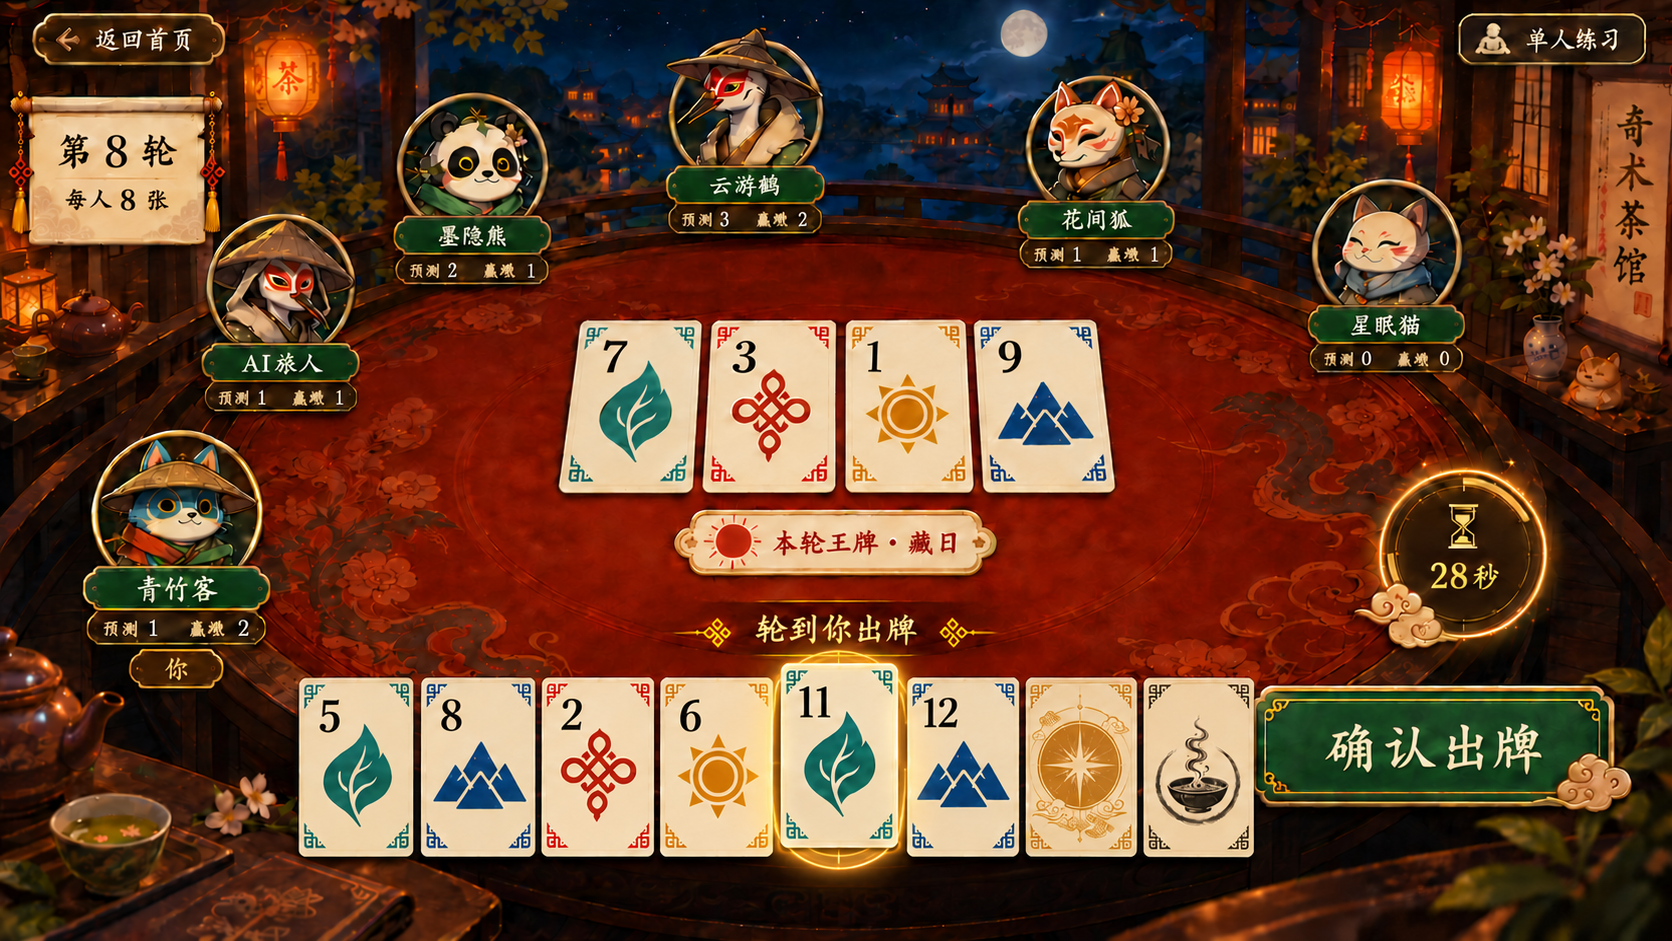 返回首页
单人练习
第8轮
每人8张
茶
奇术茶馆
云游鹤
预测3 赢墩2
墨隐熊
预测2 赢墩1
花间狐
预测1 赢墩1
星眠猫
预测0 赢墩0
AI旅人
预测1 赢墩1
青竹客
预测1 赢墩2
你
7
3
1
9
本轮王牌·藏日
28秒
轮到你出牌
5
8
2
6
11
12
确认出牌